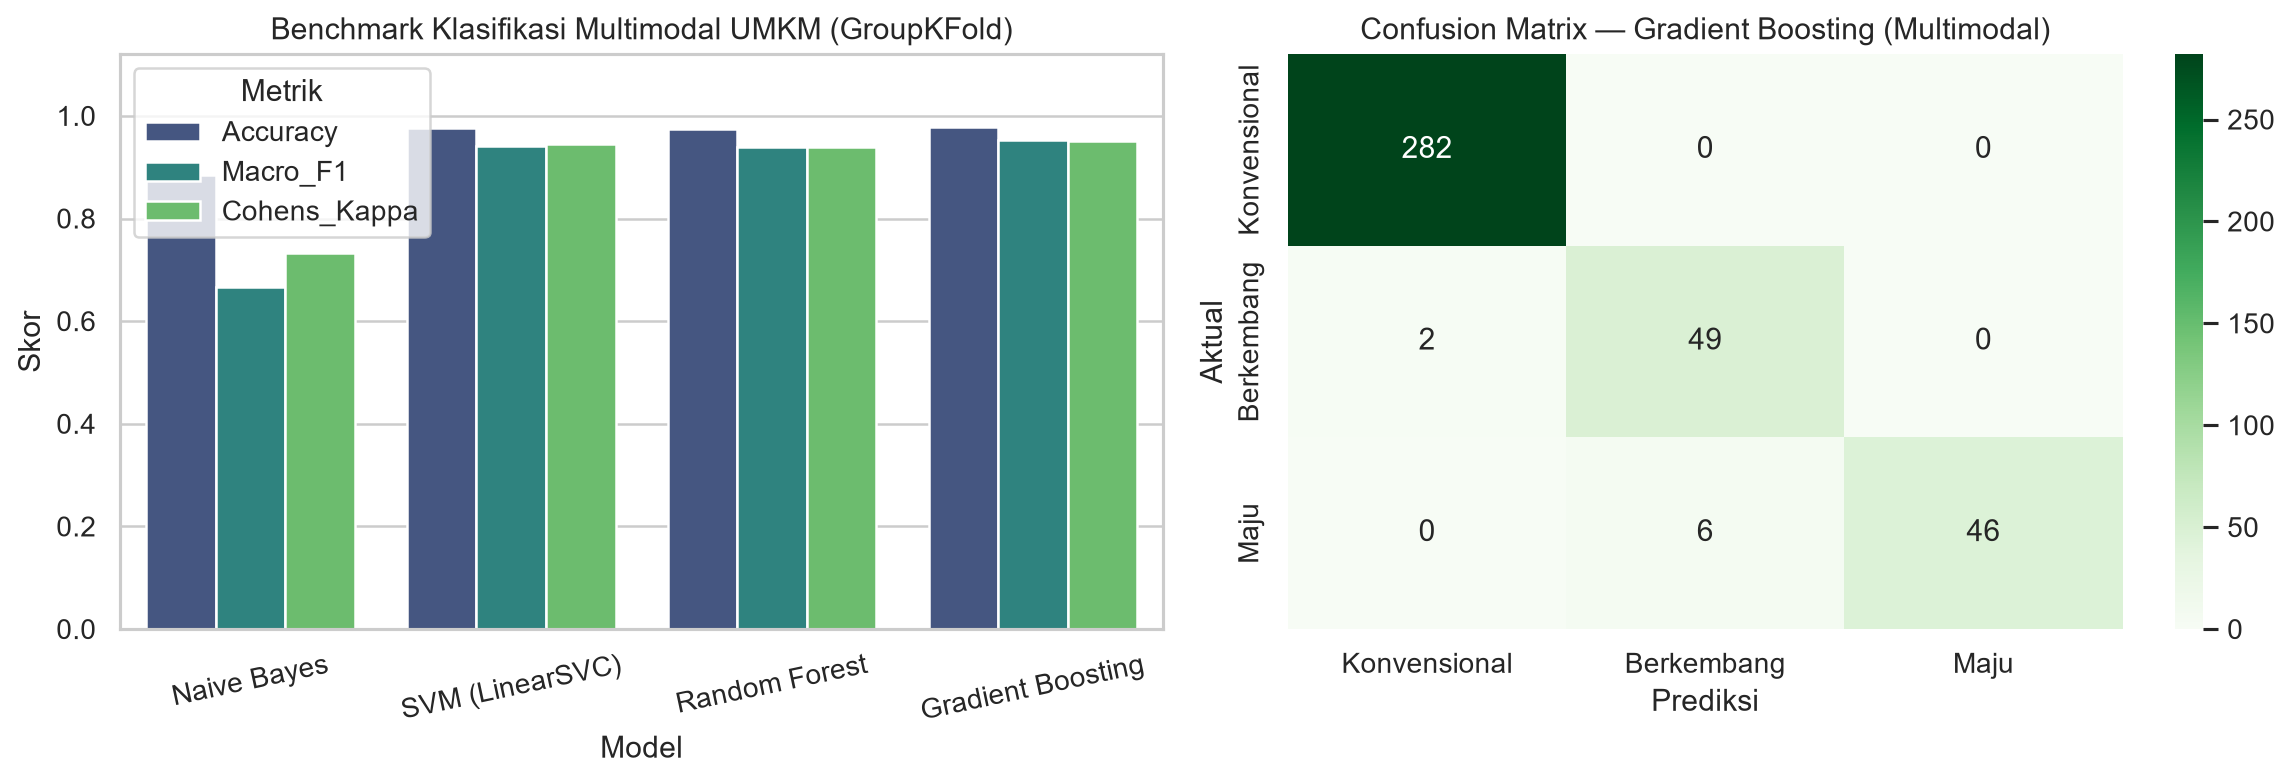 Benchmark Klasifikasi Multimodal UMKM (GroupKFold)
Metrik
Accuracy
Macro_F1
Cohens_Kappa
Skor
1.0
0.8
0.6
0.4
0.2
0.0
Naive Bayes
SVM (LinearSVC)
Random Forest
Gradient Boosting
Model
Confusion Matrix — Gradient Boosting (Multimodal)
Aktual
Konvensional
Berkembang
Maju
282 0 0
2 49 0
0 6 46
Konvensional Berkembang Maju
Prediksi
250
200
150
100
50
0